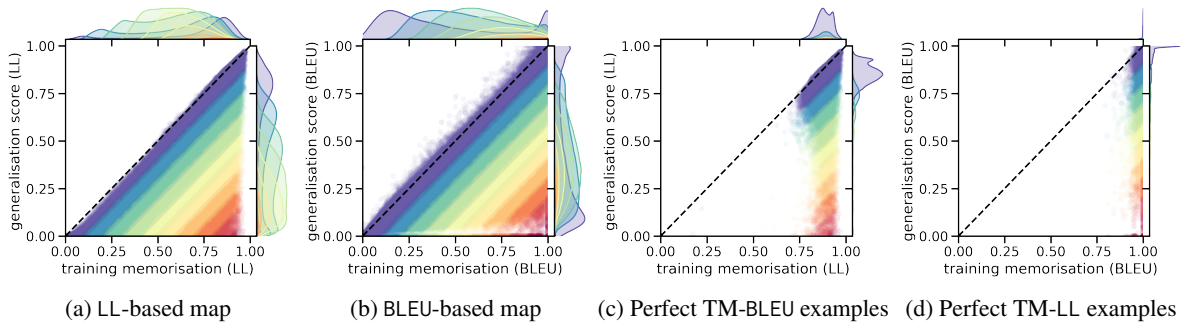 generalisation score (LL)
1.00
0.75
0.50
0.25
0.00
0.00 0.25 0.50 0.75 1.00
training memorisation (LL)
(a) LL-based map
generalisation score (BLEU)
1.00
0.75
0.50
0.25
0.00
0.00 0.25 0.50 0.75 1.00
training memorisation (BLEU)
(b) BLEU-based map
generalisation score (LL)
1.00
0.75
0.50
0.25
0.00
0.00 0.25 0.50 0.75 1.00
training memorisation (LL)
(c) Perfect TM-BLEU examples
generalisation score (BLEU)
1.00
0.75
0.50
0.25
0.00
0.00 0.25 0.50 0.75 1.00
training memorisation (BLEU)
(d) Perfect TM-LL examples